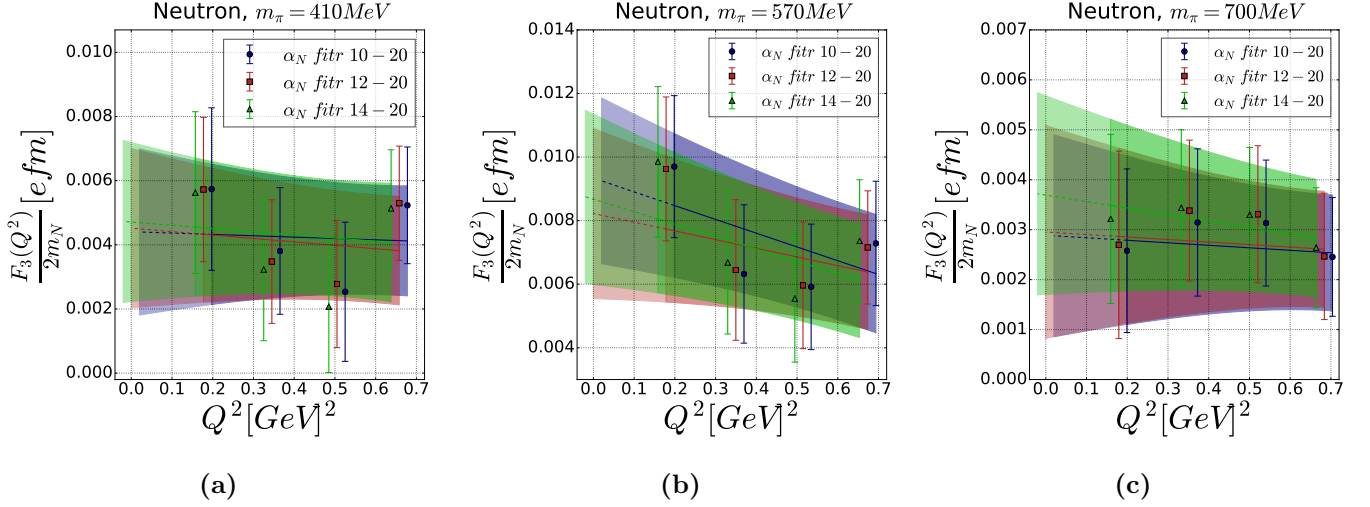 Neutron, m_π = 410MeV
F_3(Q^2)/2m_N [e fm]
0.010
0.008
0.006
0.004
0.002
0.000
α_N fitr 10 − 20
α_N fitr 12 − 20
α_N fitr 14 − 20
0.0 0.1 0.2 0.3 0.4 0.5 0.6 0.7
Q^2[GeV]^2
(a)
Neutron, m_π = 570MeV
F_3(Q^2)/2m_N [e fm]
0.014
0.012
0.010
0.008
0.006
0.004
α_N fitr 10 − 20
α_N fitr 12 − 20
α_N fitr 14 − 20
0.0 0.1 0.2 0.3 0.4 0.5 0.6 0.7
Q^2[GeV]^2
(b)
Neutron, m_π = 700MeV
F_3(Q^2)/2m_N [e fm]
0.007
0.006
0.005
0.004
0.003
0.002
0.001
0.000
α_N fitr 10 − 20
α_N fitr 12 − 20
α_N fitr 14 − 20
0.0 0.1 0.2 0.3 0.4 0.5 0.6 0.7
Q^2[GeV]^2
(c)